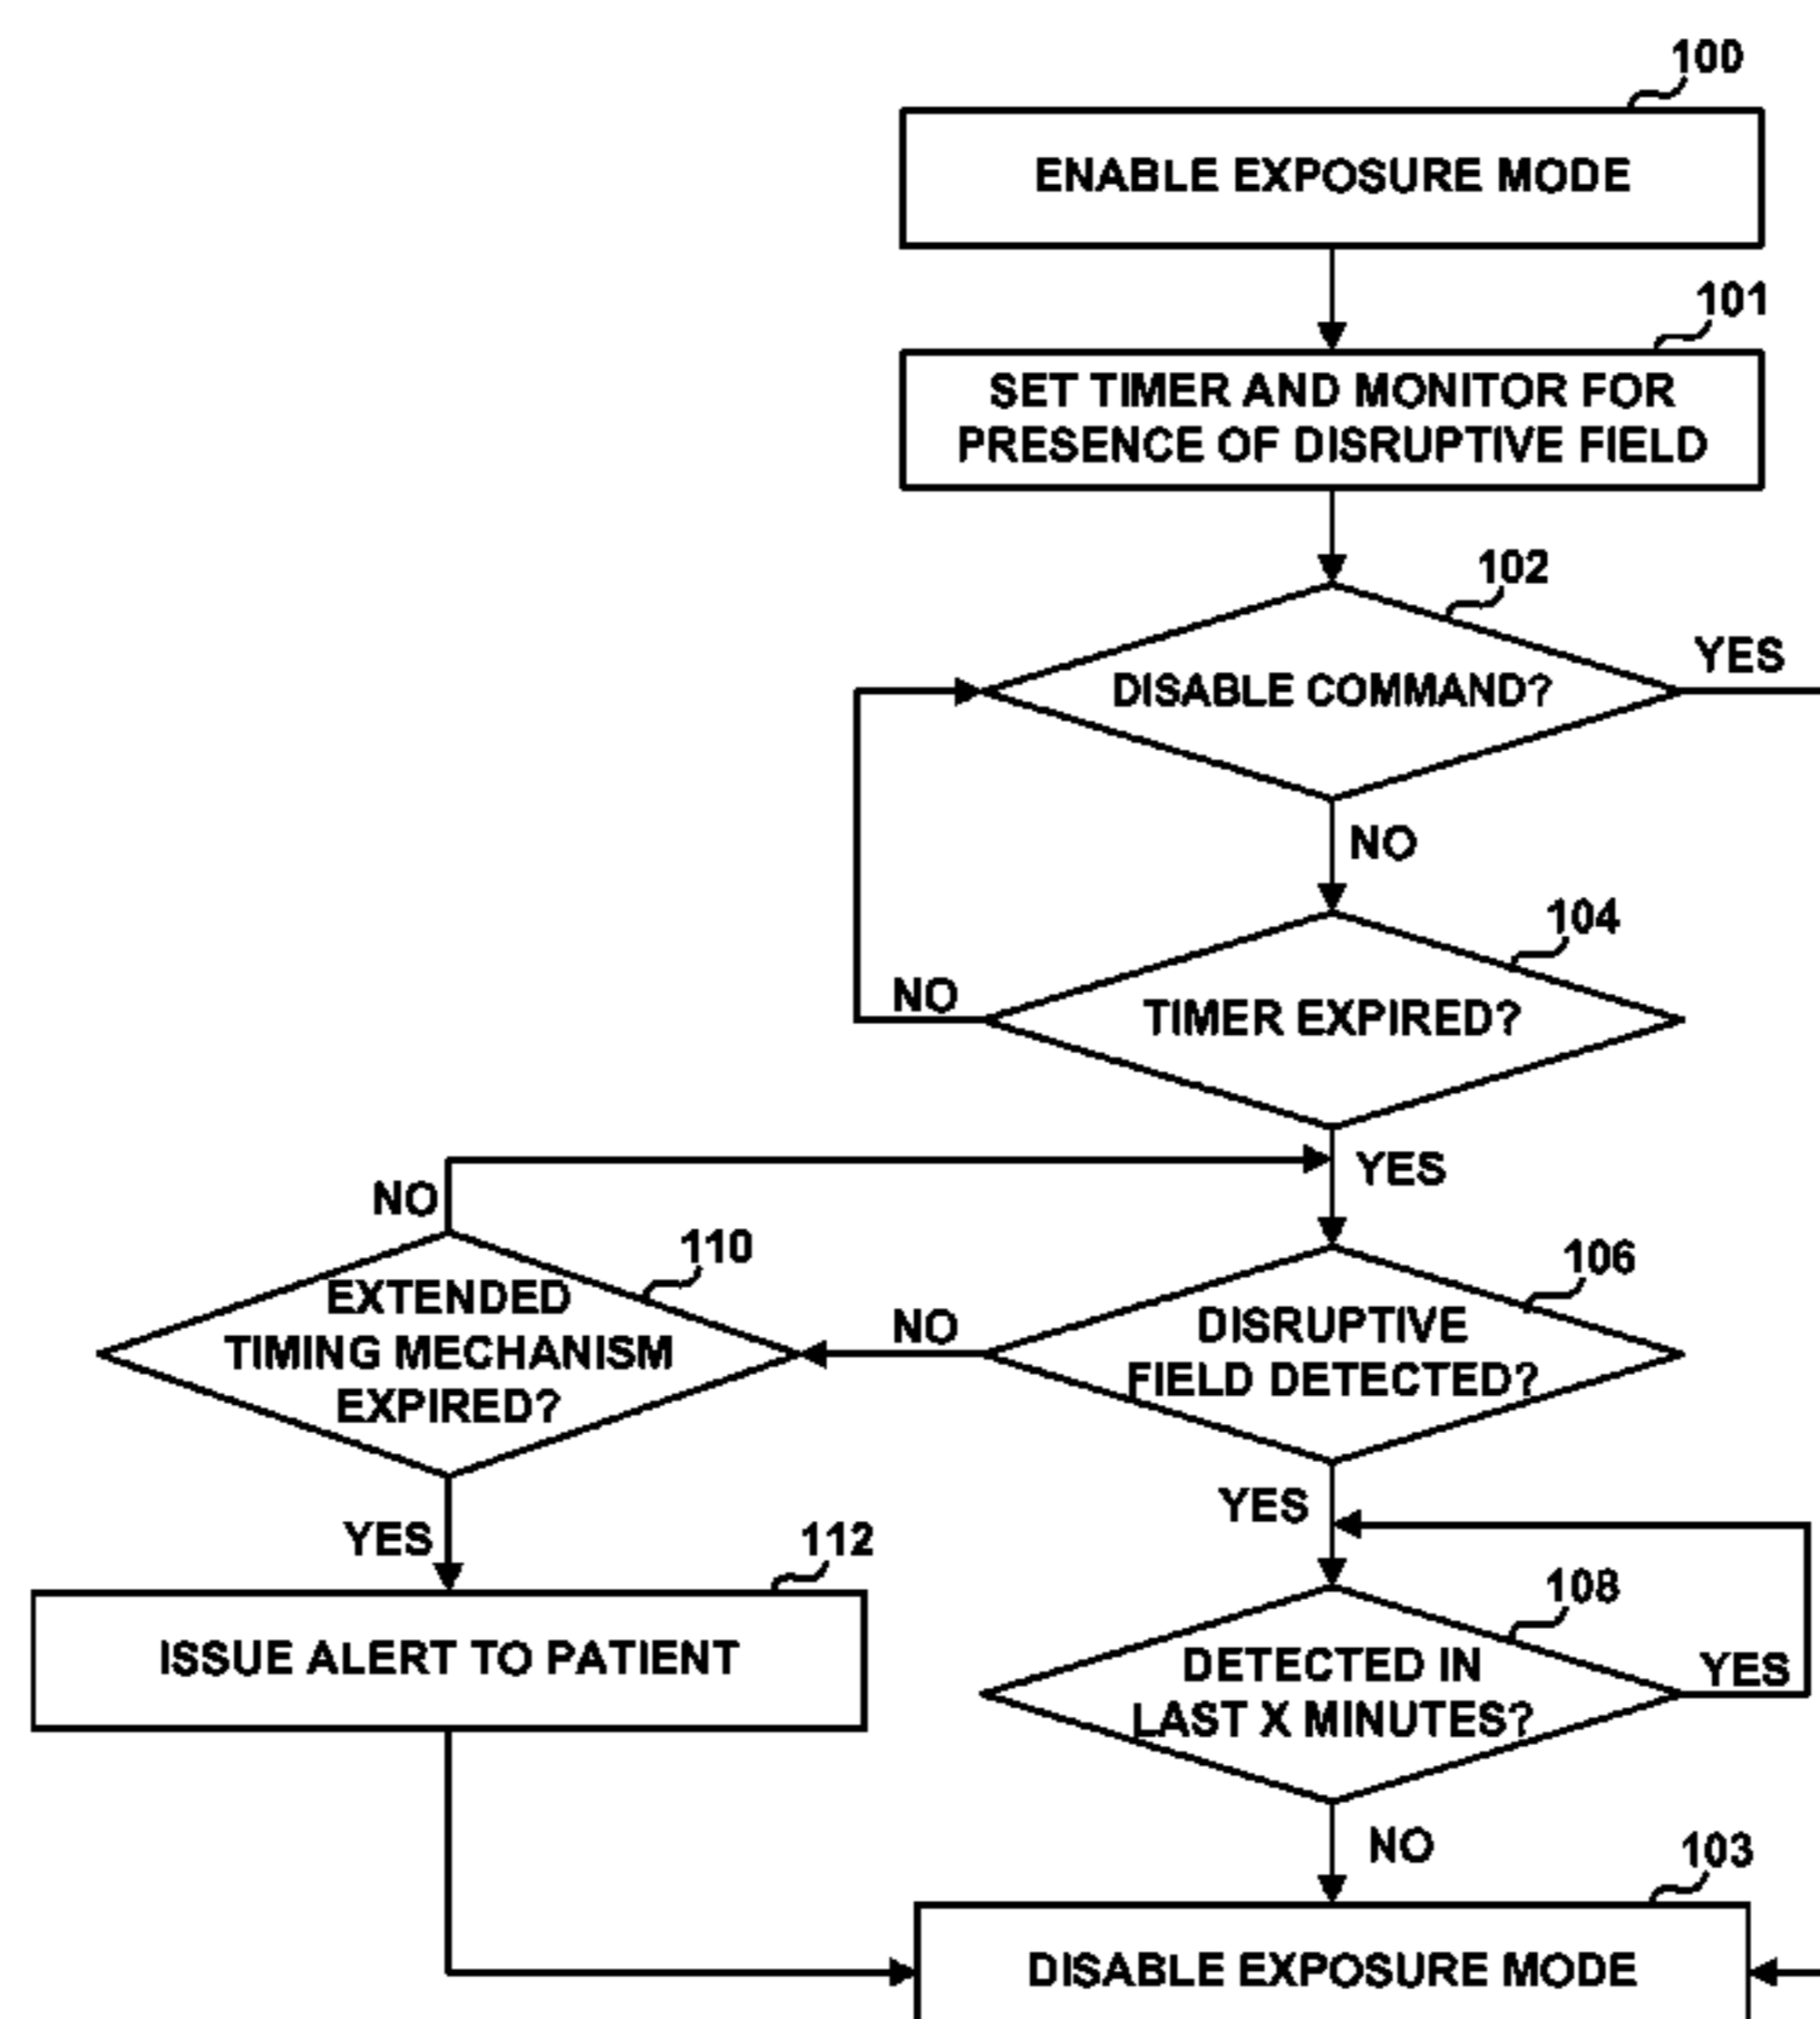 100
ENABLE EXPOSURE MODE
101
SET TIMER AND MONITOR FOR
PRESENCE OF DISRUPTIVE FIELD
102
YES
DISABLE COMMAND?
NO
104
NO
TIMER EXPIRED?
YES
NO
110
106
EXTENDED
TIMING MECHANISM
EXPIRED?
NO
DISRUPTIVE
FIELD DETECTED?
YES
YES
112
108
ISSUE ALERT TO PATIENT
DETECTED IN
LAST X MINUTES?
YES
NO
103
DISABLE EXPOSURE MODE